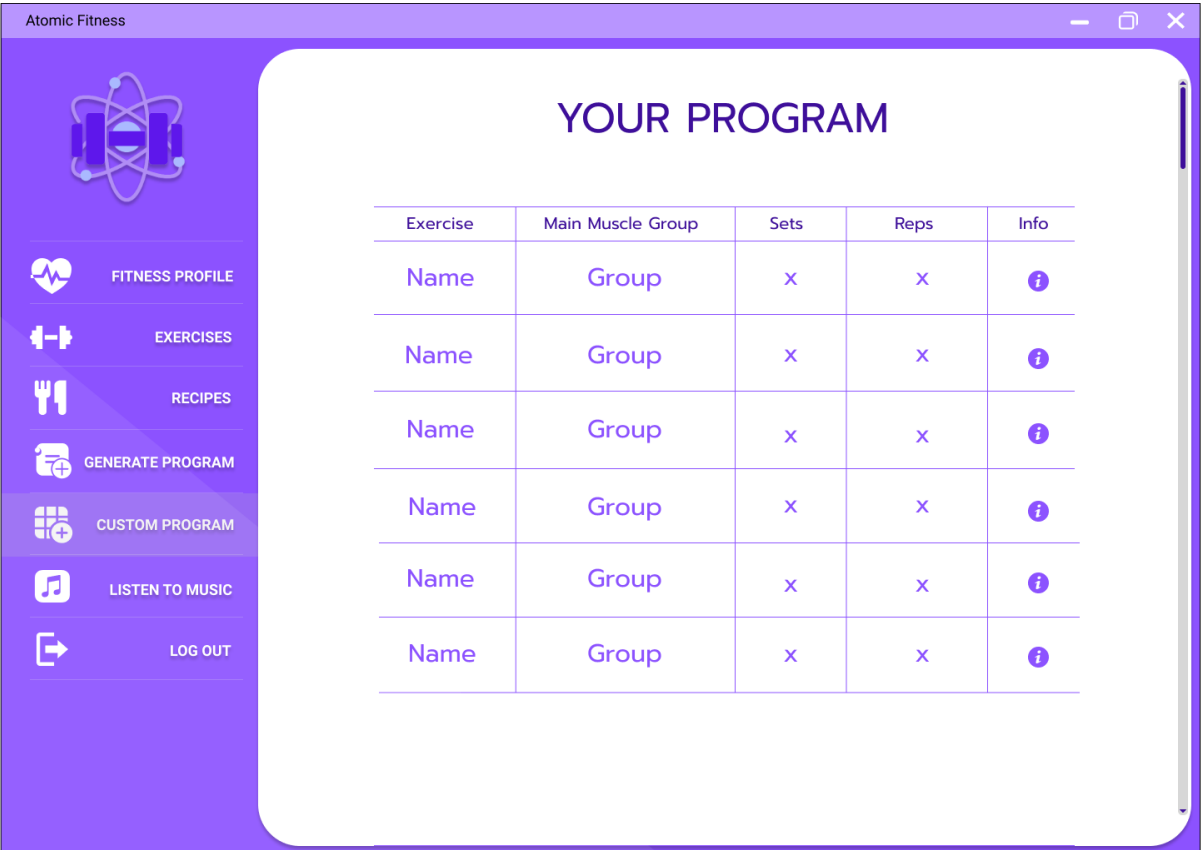 Atomic Fitness
FITNESS PROFILE
EXERCISES
RECIPES
GENERATE PROGRAM
CUSTOM PROGRAM
LISTEN TO MUSIC
LOG OUT
YOUR PROGRAM
Exercise Main Muscle Group Sets Reps Info
Name Group x x i
Name Group x x i
Name Group x x i
Name Group x x i
Name Group x x i
Name Group x x i